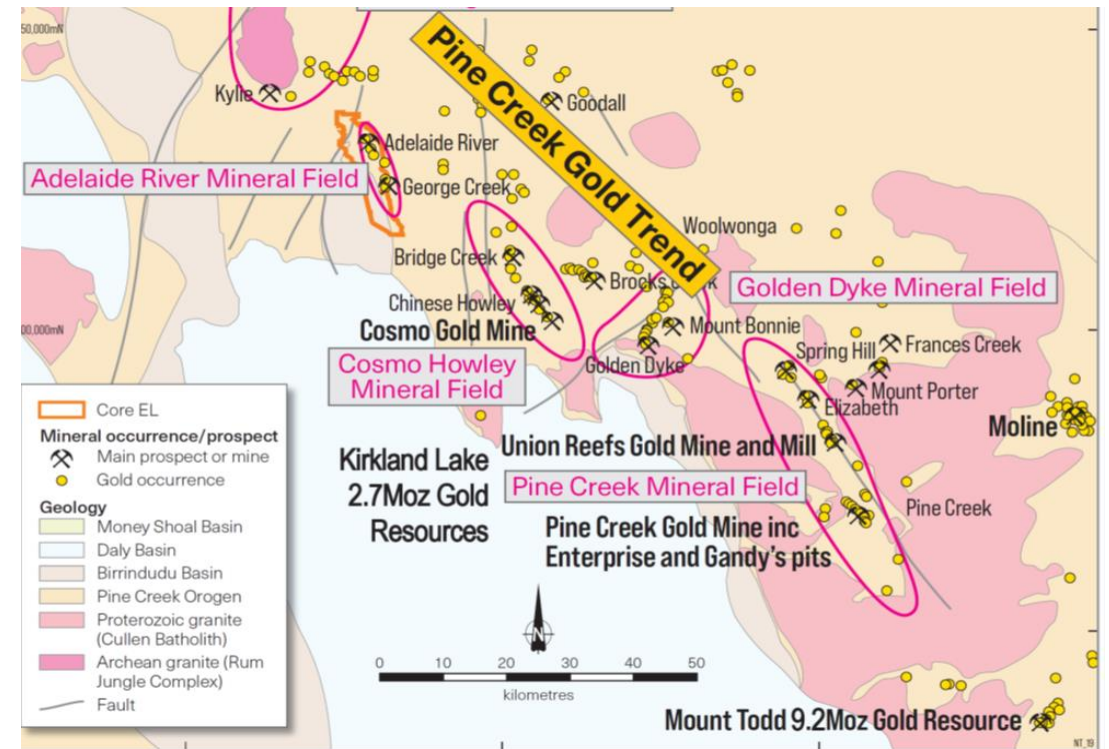 50,000mN
Kylie
Goodall
Pine Creek Gold Trend
Adelaide River
Adelaide River Mineral Field
George Creek
Woolwonga
Bridge Creek
Golden Dyke Mineral Field
Chinese Howley
Mount Bonnie
00,000mN
Cosmo Gold Mine
Spring Hill
Frances Creek
Cosmo Howley
Mineral Field
Golden Dyke
Mount Porter
Elizabeth
Moline
Union Reefs Gold Mine and Mill
Kirkland Lake
2.7Moz Gold
Resources
Pine Creek Mineral Field
Pine Creek
Pine Creek Gold Mine inc
Enterprise and Gandy's pits
Core EL
Mineral occurrence/prospect
Main prospect or mine
Gold occurrence
Geology
Money Shoal Basin
Daly Basin
Birrindudu Basin
Pine Creek Orogen
Proterozoic granite
(Cullen Batholith)
Archean granite (Rum
Jungle Complex)
Fault
N
0 10 20 30 40 50
kilometres
Mount Todd 9.2Moz Gold Resource
NT_19